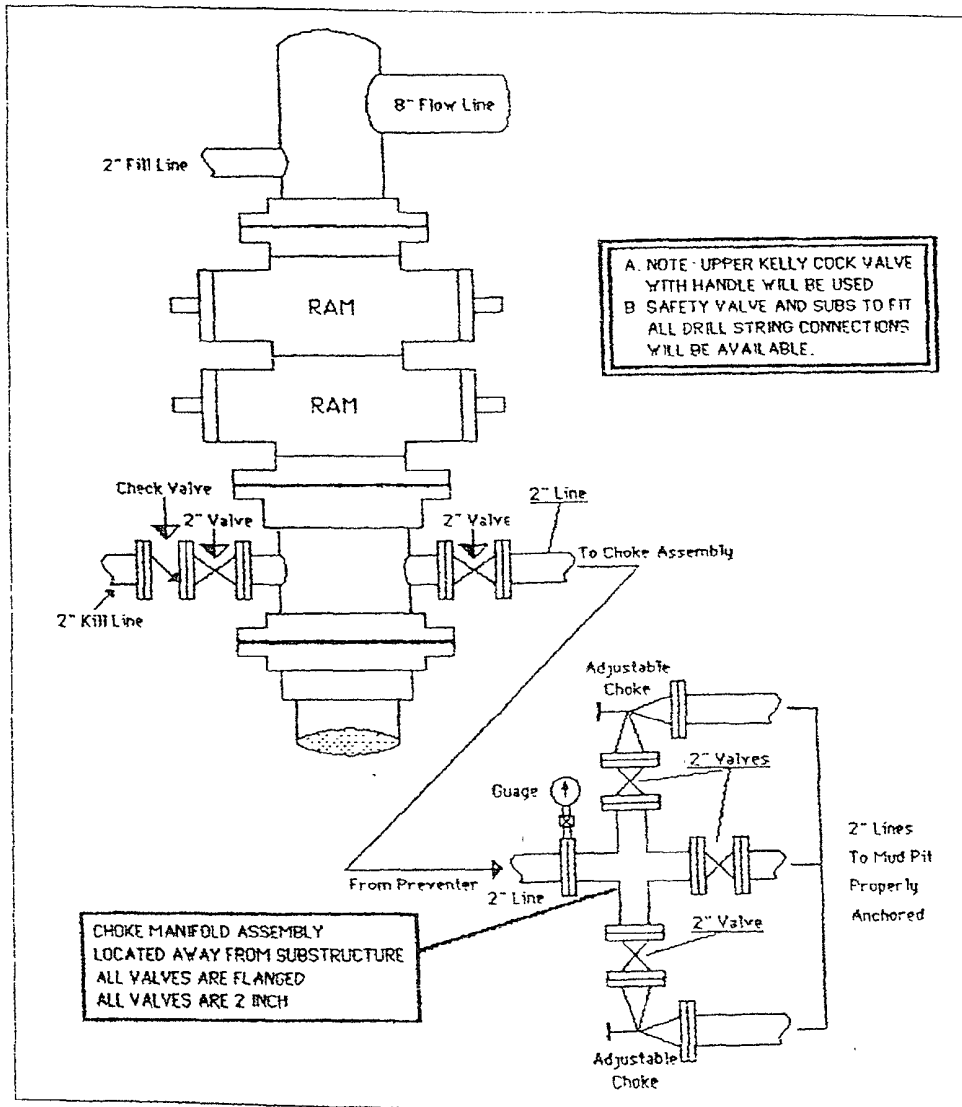 8" Flow Line
2" Fill Line
A. NOTE - UPPER KELLY COCK VALVE
WITH HANDLE WILL BE USED
B SAFETY VALVE AND SUBS TO FIT
ALL DRILL STRING CONNECTIONS
WILL BE AVAILABLE.
RAM
RAM
Check Valve
2" Valve
2" Valve
2" Line
To Choke Assembly
2" Kill Line
Adjustable
Choke
2" Valves
Guage
2" Lines
To Mud Pit
Properly
Anchored
From Preventer
2" Line
2" Valve
CHOKE MANIFOLD ASSEMBLY
LOCATED AWAY FROM SUBSTRUCTURE
ALL VALVES ARE FLANGED
ALL VALVES ARE 2 INCH
Adjustable
Choke